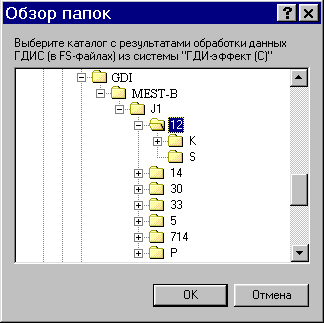 Обзор папок
Выберите каталог с результатами обработки данных
ГДИС (в FS-файлах) из системы "ГДИ-эффект (С)"
GDI
MEST-B
J1
12
K
S
14
30
33
5
714
P
OK
Отмена